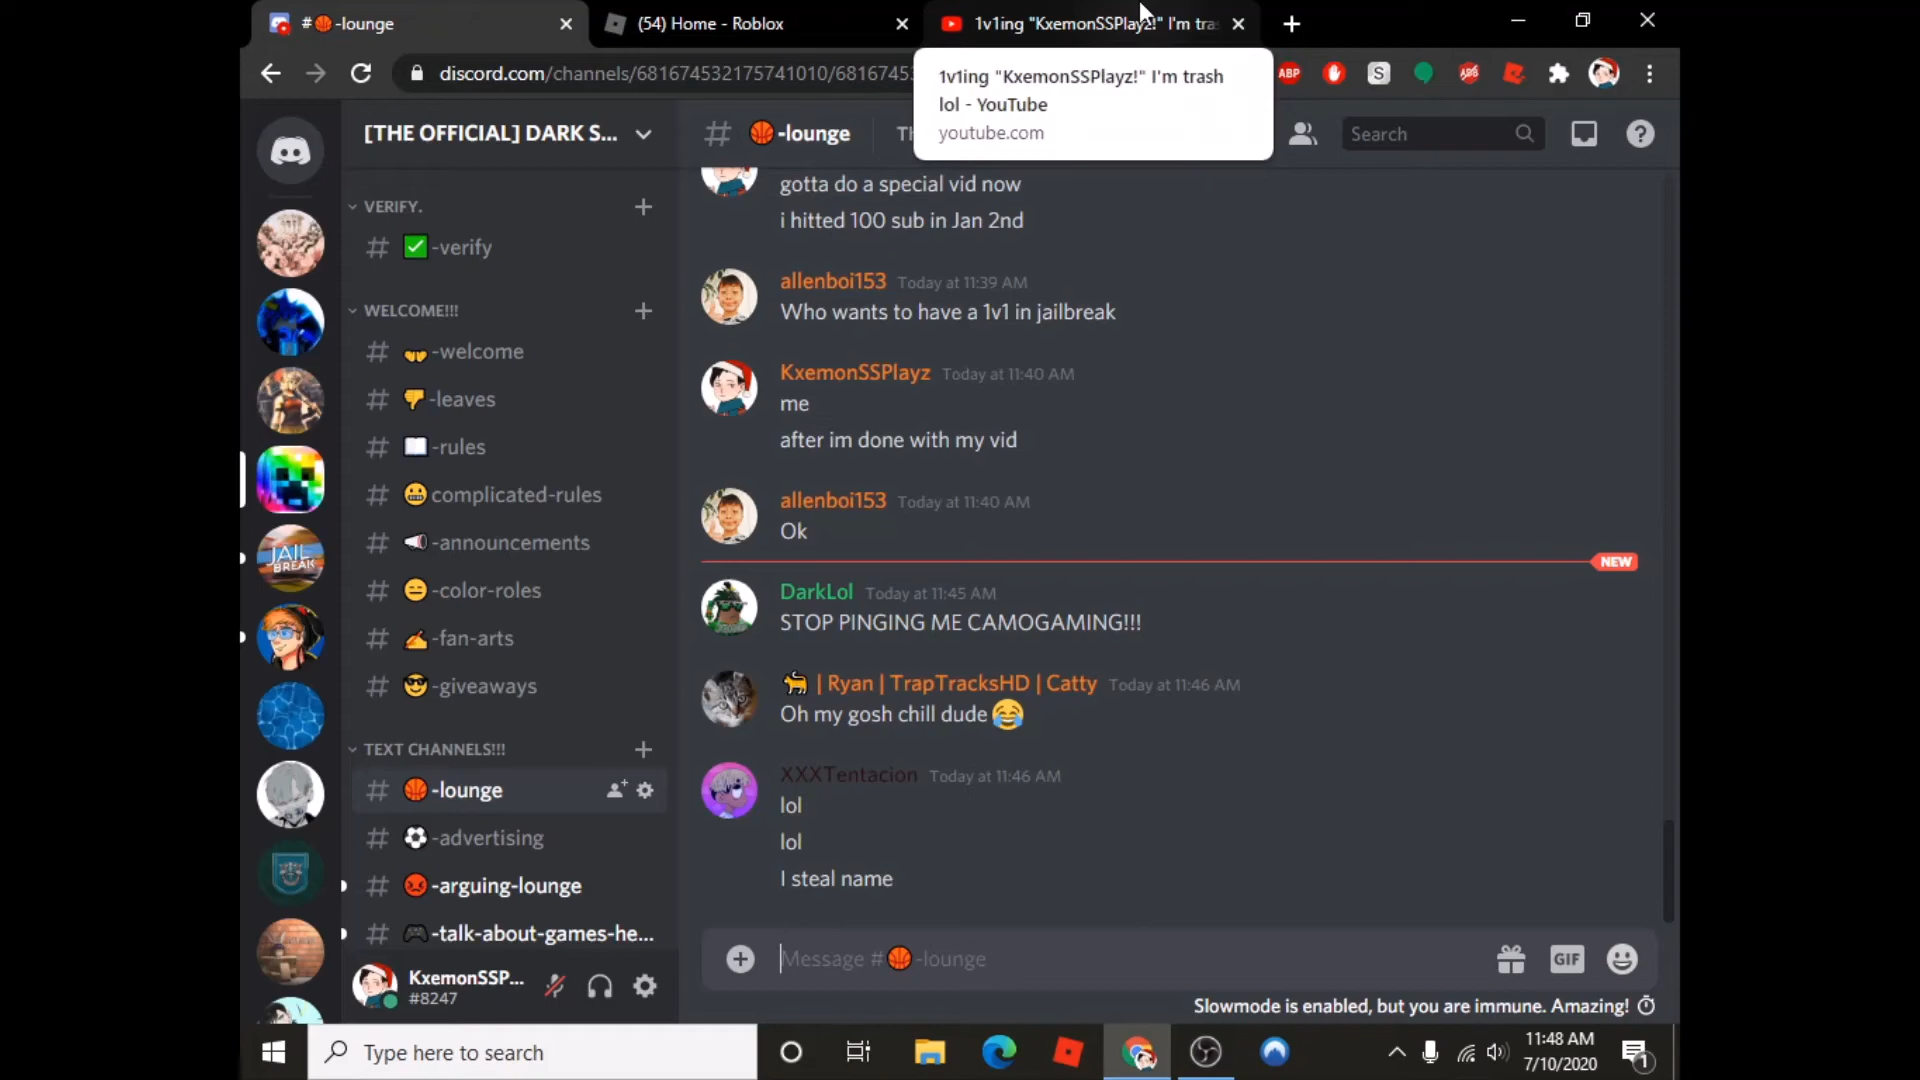 #🏀-lounge
(54) Home - Roblox
1v1ing "KxemonSSPlayz!" I'm tra
discord.com/channels/681674532175741010/6816745
1v1ing "KxemonSSPlayz!" I'm trash
lol - YouTube
youtube.com
ABP
S
[THE OFFICIAL] DARK S...
🏀-lounge
Search
VERIFY.
✅-verify
WELCOME!!!
-welcome
👎-leaves
📖-rules
😬complicated-rules
📢-announcements
😑-color-roles
✍-fan-arts
😎-giveaways
TEXT CHANNELS!!!
🏀-lounge
⚽-advertising
😡-arguing-lounge
🎮-talk-about-games-he...
JAIL
BREAK
KxemonSSP...
#8247
gotta do a special vid now
i hitted 100 sub in Jan 2nd
allenboi153 Today at 11:39 AM
Who wants to have a 1v1 in jailbreak
KxemonSSPlayz Today at 11:40 AM
me
after im done with my vid
allenboi153 Today at 11:40 AM
Ok
NEW
DarkLol Today at 11:45 AM
STOP PINGING ME CAMOGAMING!!!
🐈 | Ryan | TrapTracksHD | Catty Today at 11:46 AM
Oh my gosh chill dude 😂
XXXTentacion Today at 11:46 AM
lol
lol
I steal name
Message #🏀-lounge
GIF
Slowmode is enabled, but you are immune. Amazing!
Type here to search
11:48 AM
7/10/2020
1